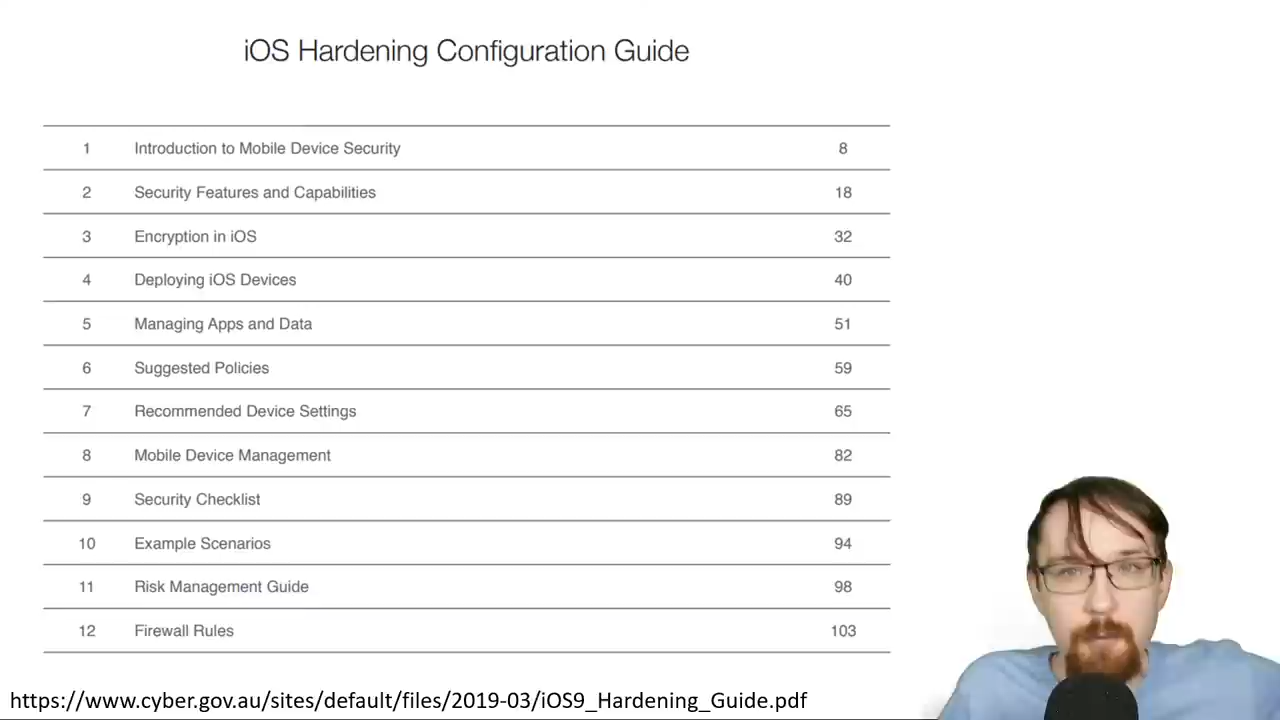 iOS Hardening Configuration Guide
1 Introduction to Mobile Device Security 8
2 Security Features and Capabilities 18
3 Encryption in iOS 32
4 Deploying iOS Devices 40
5 Managing Apps and Data 51
6 Suggested Policies 59
7 Recommended Device Settings 65
8 Mobile Device Management 82
9 Security Checklist 89
10 Example Scenarios 94
11 Risk Management Guide 98
12 Firewall Rules 103
https://www.cyber.gov.au/sites/default/files/2019-03/iOS9_Hardening_Guide.pdf